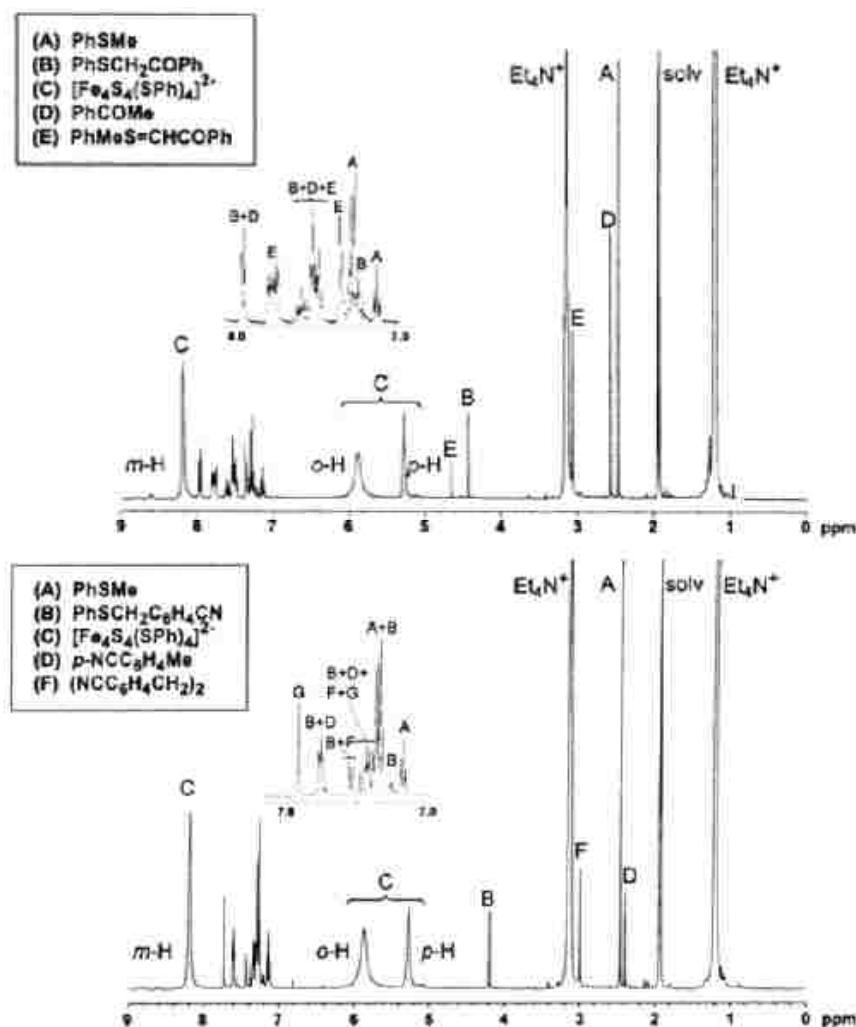 (A) PhSMe
(B) PhSCH₂COPh
(C) [Fe₄S₄(SPh)₄]²⁻
(D) PhCOMe
(E) PhMeS=CHCOPh
Et₄N⁺ A solv Et₄N⁺
A
B+D+E
B+D E
E B A
D
8.0 7.0
E
C
C
B
m-H o-H p-H E
9 8 7 6 5 4 3 2 1 0 ppm
(A) PhSMe
(B) PhSCH₂C₆H₄CN
(C) [Fe₄S₄(SPh)₄]²⁻
(D) p-NCC₆H₄Me
(F) (NCC₆H₄CH₂)₂
Et₄N⁺ A solv Et₄N⁺
A+B
B+D+
G F+G
B+D A
B+F
B
7.0
C
F
C
D
B
m-H o-H p-H
9 8 7 6 5 4 3 2 1 0 ppm